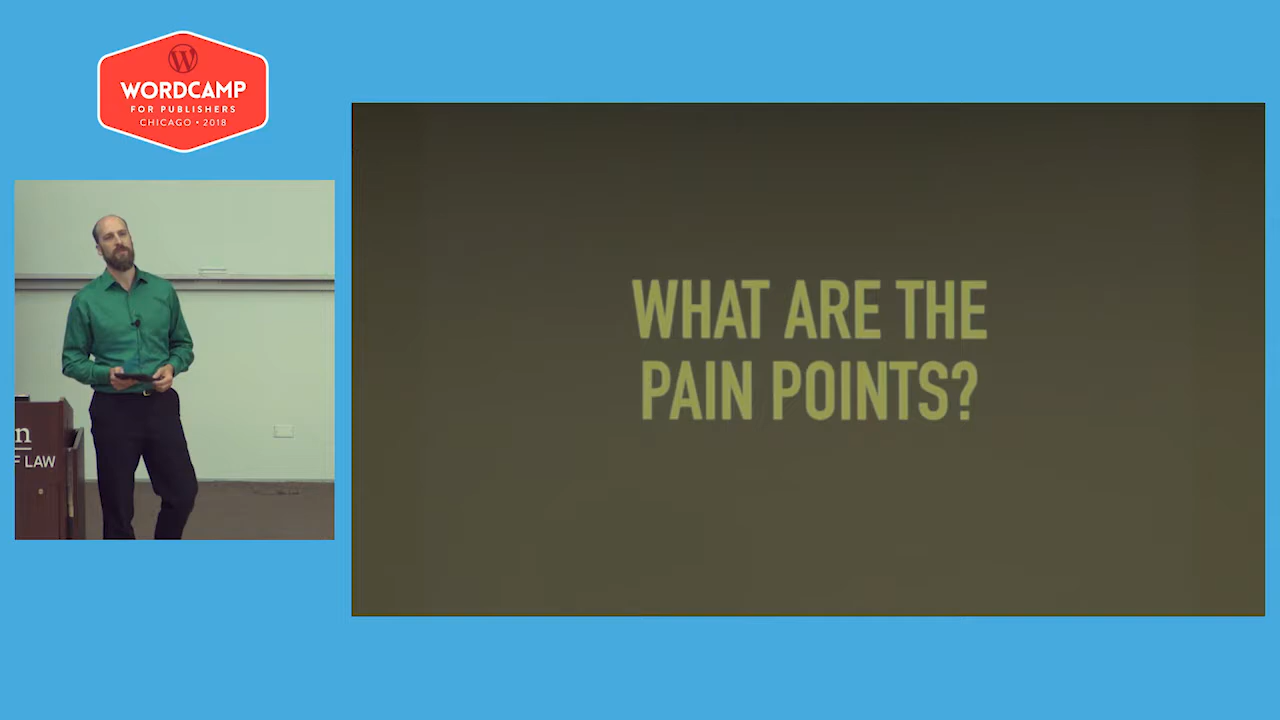 WORDCAMP
FOR PUBLISHERS
CHICAGO • 2018
WHAT ARE THE
PAIN POINTS?
n
F LAW